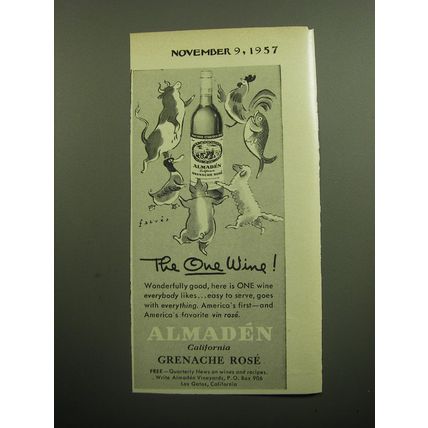 NOVEMBER 9, 1957
ALMADÉN
California
GRENACHE ROSÉ
The One Wine!
Wonderfully good, here is ONE wine
everybody likes...easy to serve, goes
with everything. America's first—and
America's favorite vin rosé.
ALMADÉN
California
GRENACHE ROSÉ
FREE—Quarterly News on wines and recipes.
Write Almadén Vineyards, P.O. Box 906
Los Gatos, California